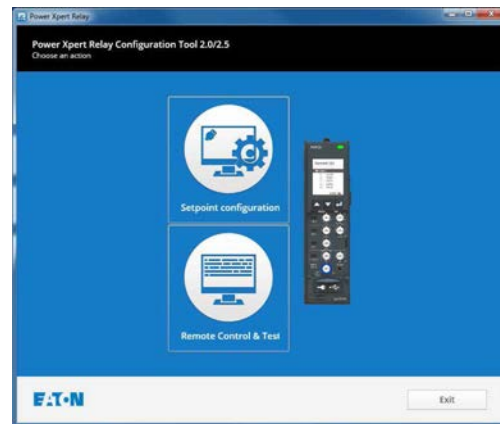 Power Xpert Relay
Power Xpert Relay Configuration Tool 2.0/2.5
Choose an action
Setpoint configuration
Remote Control & Test
EATON
Exit